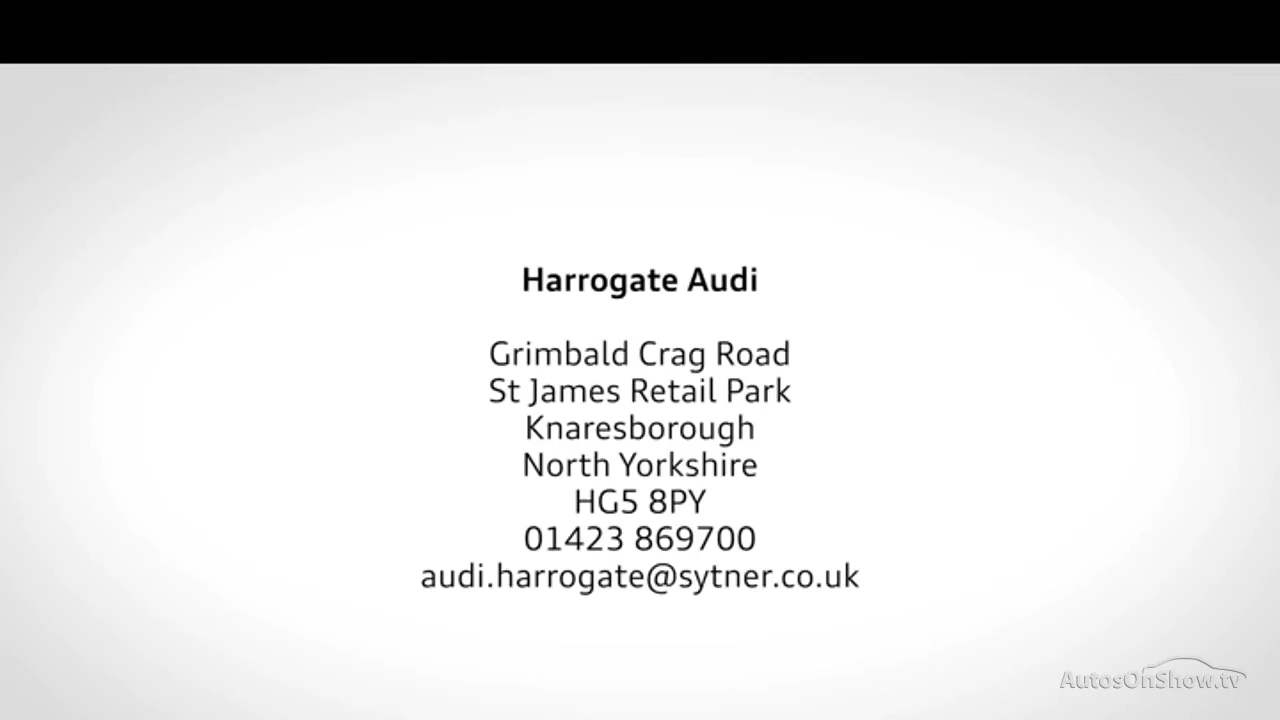 Harrogate Audi
Grimbald Crag Road
St James Retail Park
Knaresborough
North Yorkshire
HG5 8PY
01423 869700
audi.harrogate@sytner.co.uk
AutosOnShow.tv